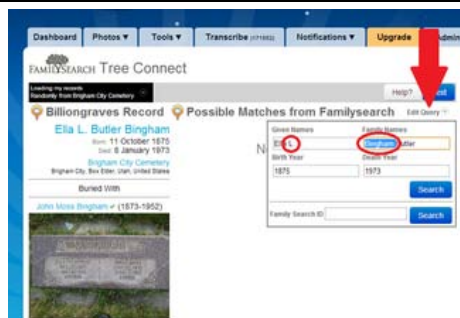 Dashboard Photos ▼ Tools ▼ Transcribe Notifications ▼ Upgrade Admin
FAMILYSEARCH Tree Connect
Loading my records
Randomly from Brigham City Cemetery
Help?
Billiongraves Record
Possible Matches from Familysearch
Edit Query
Ella L. Butler Bingham
Born: 11 October 1875
Died: 8 January 1973
Brigham City Cemetery
Brigham City, Box Elder, Utah, United States
Buried With
John Moss Bingham (1873-1952)
Given Names Family Names
Ella L. Bingham Butler
Birth Year Death Year
1875 1973
Search
Family Search ID Search